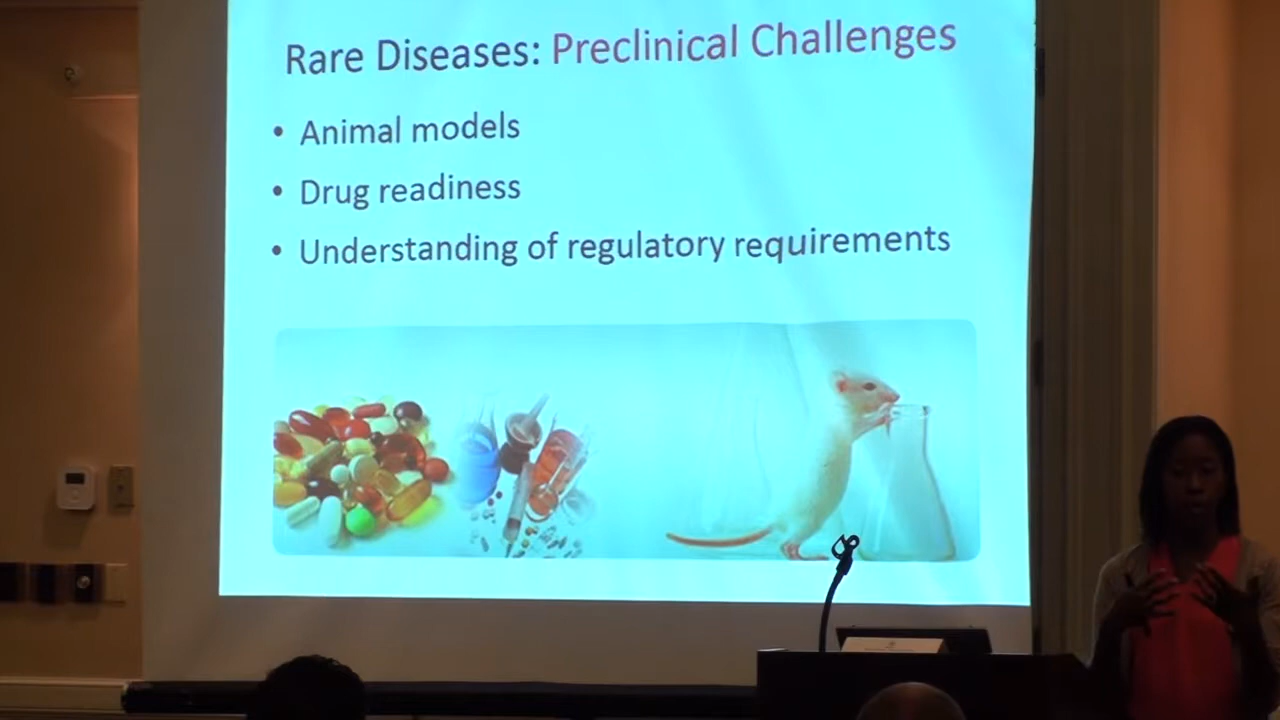 Rare Diseases: Preclinical Challenges
• Animal models
• Drug readiness
• Understanding of regulatory requirements